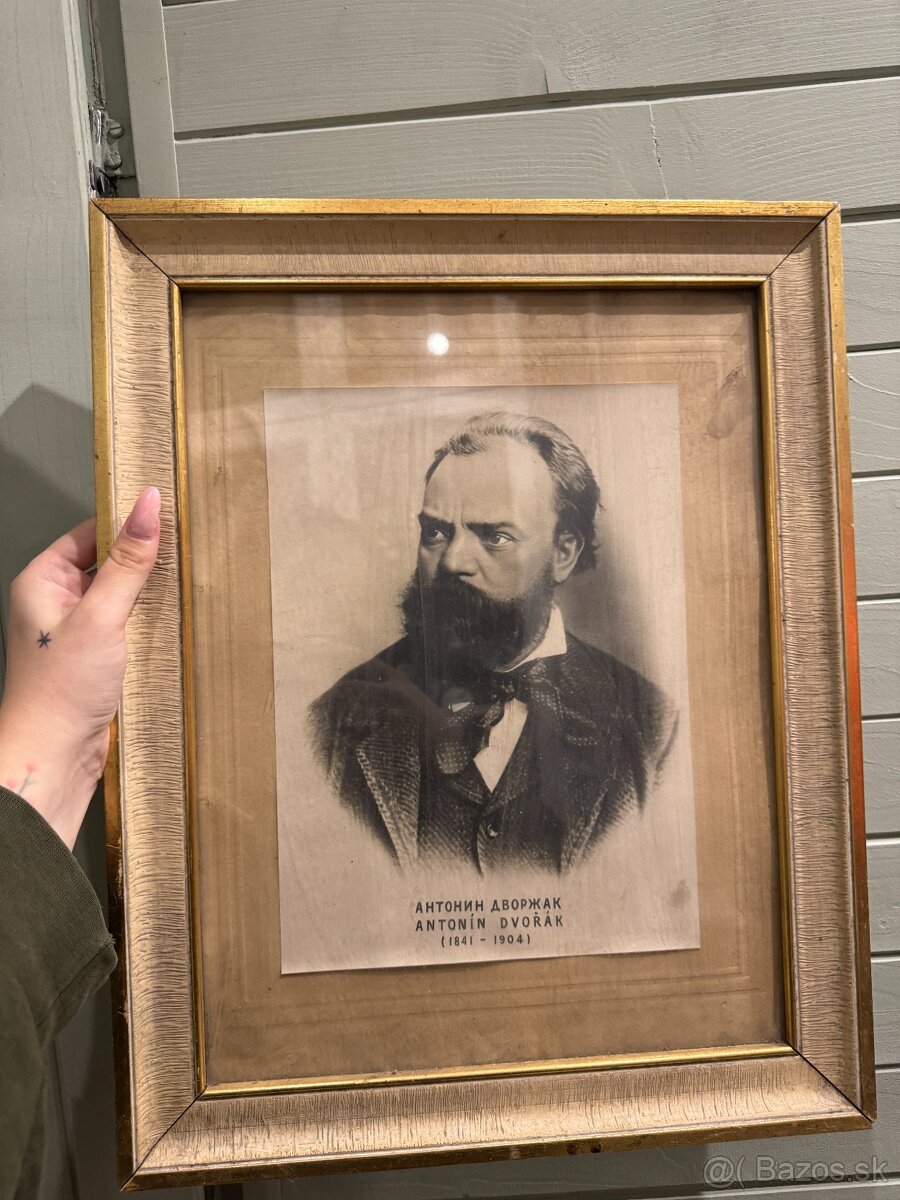 АНТОНИН ДВОРЖАК
ANTONÍN DVOŘÁK
(1841 - 1904)
@( Bazos.sk